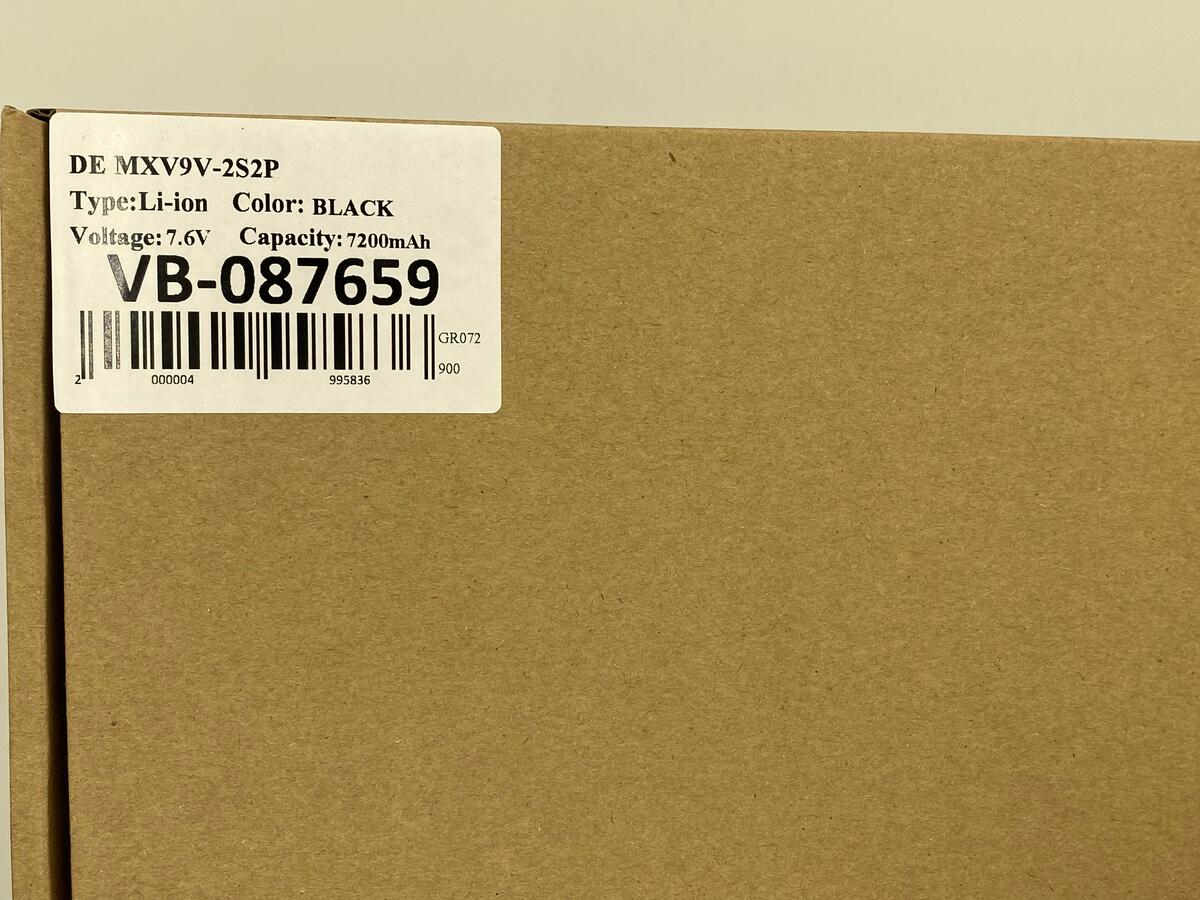 DE MXV9V-2S2P
Type:Li-ion Color: BLACK
Voltage: 7.6V Capacity: 7200mAh
VB-087659
GR072
900
2 000004 995836